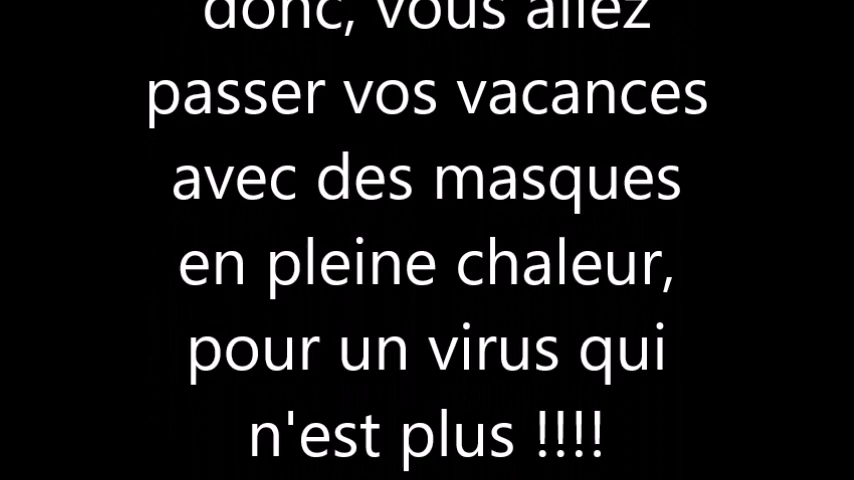 donc, vous allez
passer vos vacances
avec des masques
en pleine chaleur,
pour un virus qui
n'est plus !!!!